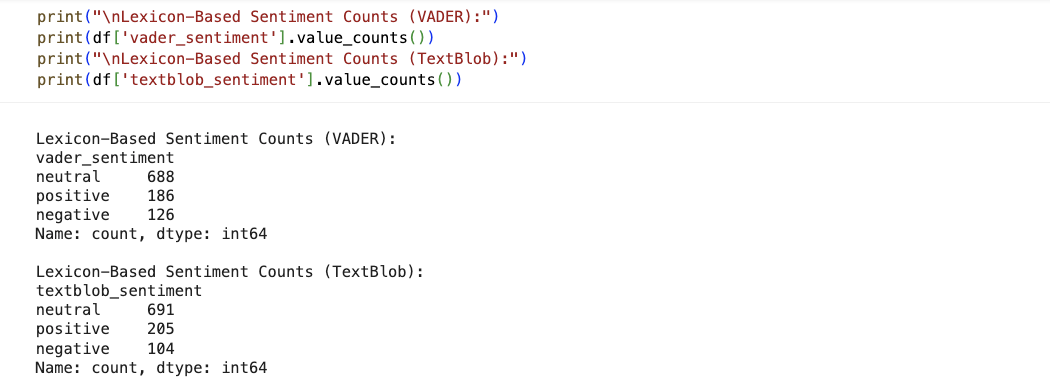 print("\nLexicon-Based Sentiment Counts (VADER):")
print(df['vader_sentiment'].value_counts())
print("\nLexicon-Based Sentiment Counts (TextBlob):")
print(df['textblob_sentiment'].value_counts())
Lexicon-Based Sentiment Counts (VADER):
vader_sentiment
neutral     688
positive    186
negative    126
Name: count, dtype: int64
Lexicon-Based Sentiment Counts (TextBlob):
textblob_sentiment
neutral     691
positive    205
negative    104
Name: count, dtype: int64